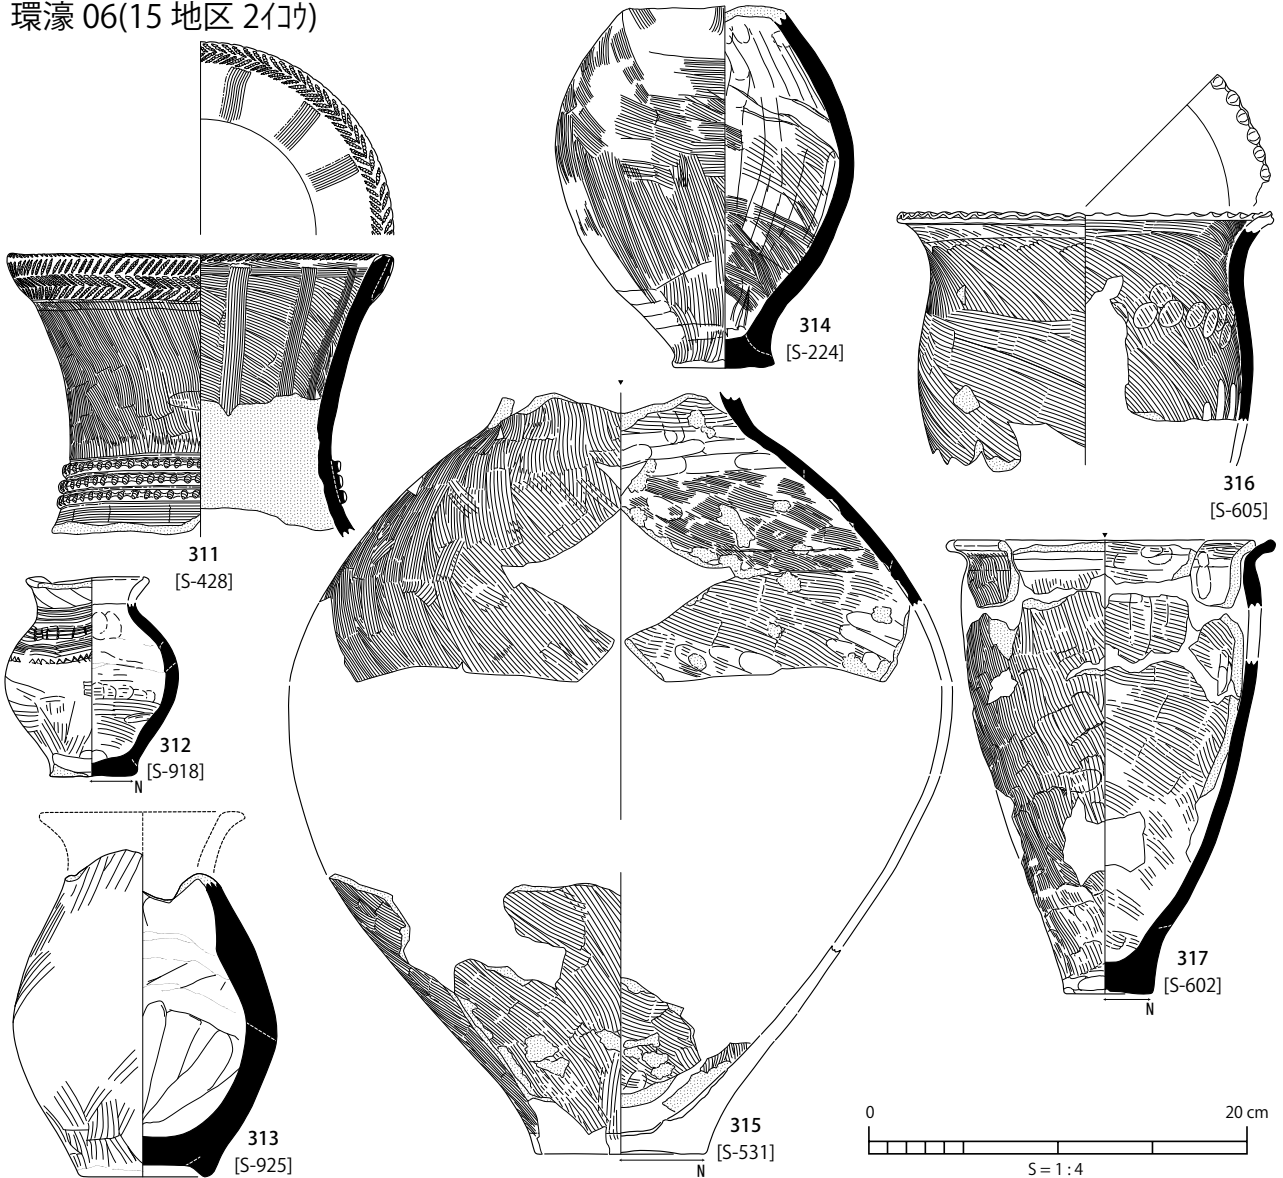 環濠 06(15 地区 2ｲｺｳ)
311
[S-428]
312
[S-918]
N
313
[S-925]
314
[S-224]
315
[S-531]
N
316
[S-605]
317
[S-602]
N
0 20 cm
S = 1 : 4